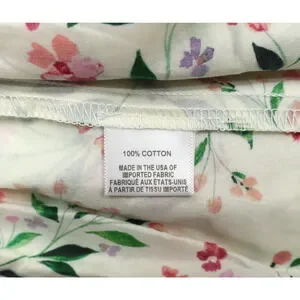 100% COTTON
MADE IN THE USA OF
IMPORTED FABRIC
FABRIQUÉ AUX ÉTATS-UNIS
À PARTIR DE TISSU IMPORTÉ